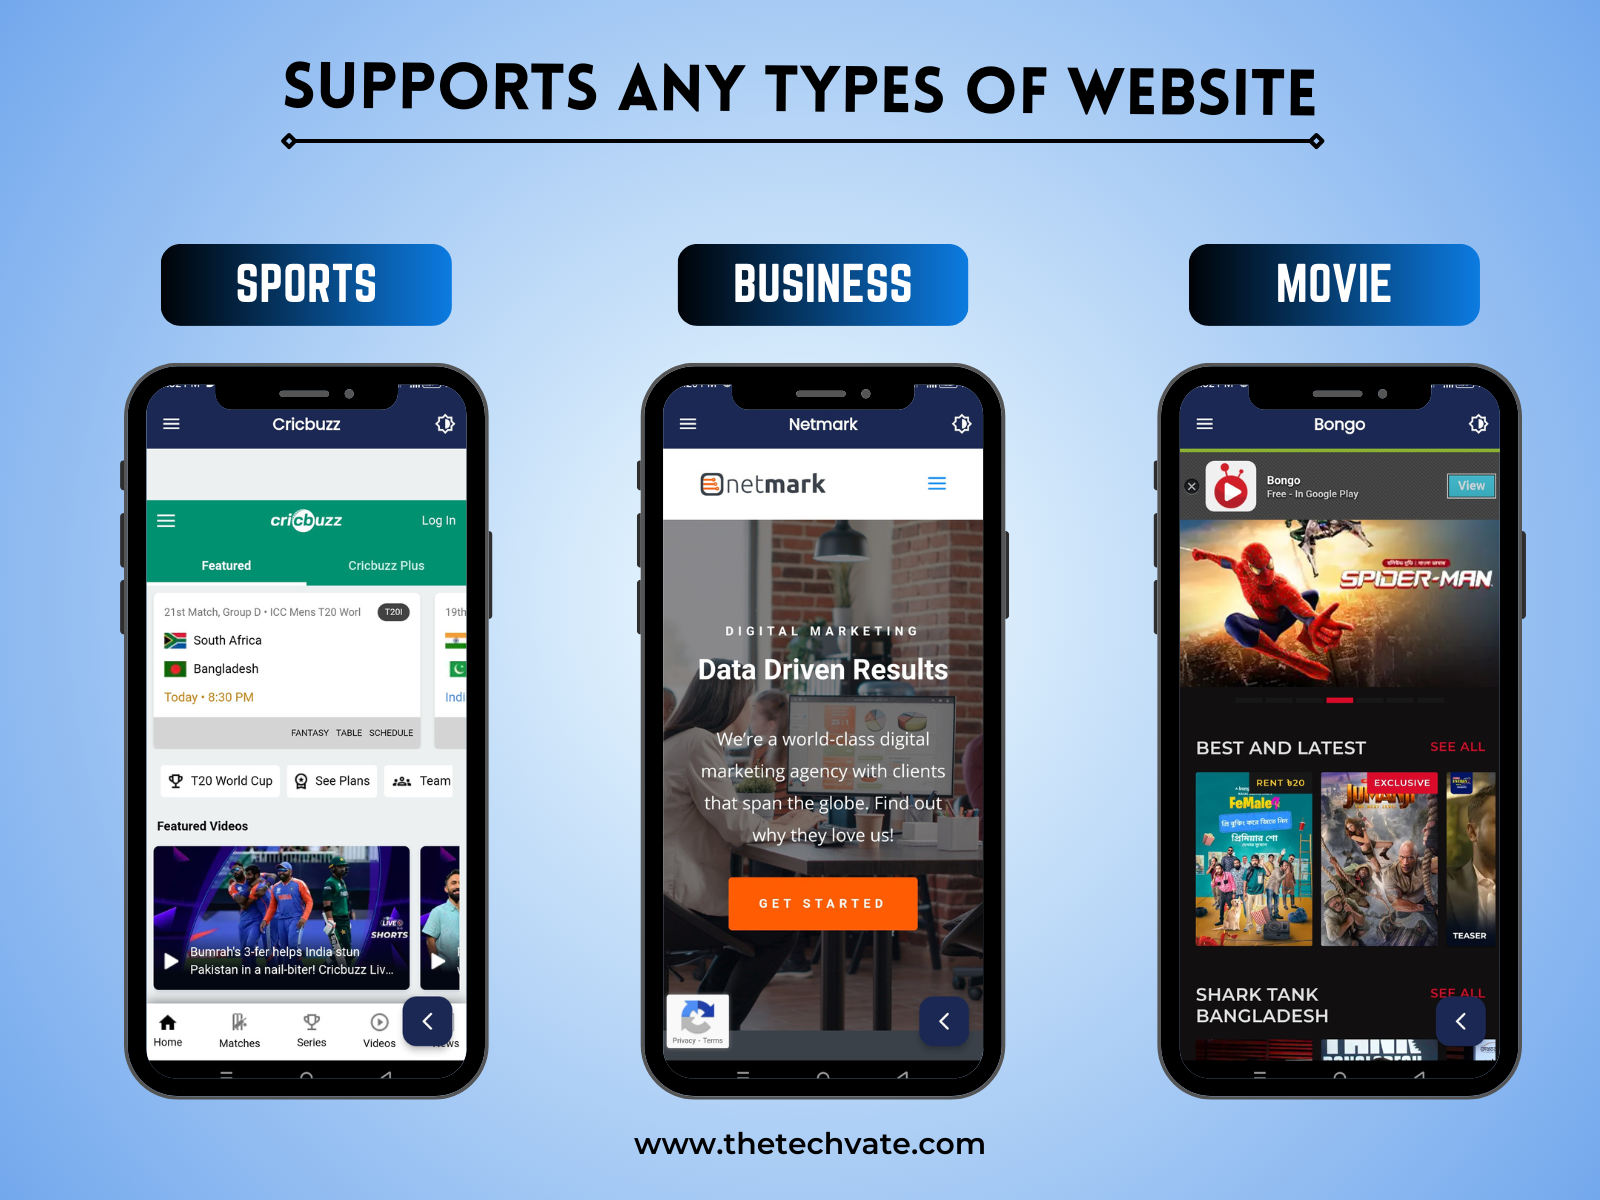 SUPPORTS ANY TYPES OF WEBSITE
SPORTS
BUSINESS
MOVIE
Cricbuzz
cricbuzz
Log In
Featured
Cricbuzz Plus
21st Match, Group D • ICC Mens T20 Worl
T20I
19th
South Africa
Bangladesh
Today • 8:30 PM
Indi
FANTASY TABLE SCHEDULE
T20 World Cup
See Plans
Team
Featured Videos
LIVE
SHORTS
Bumrah's 3-fer helps India stun
Pakistan in a nail-biter! Cricbuzz Liv...
Home
Matches
Series
Videos
ews
Netmark
netmark
DIGITAL MARKETING
Data Driven Results
We're a world-class digital
marketing agency with clients
that span the globe. Find out
why they love us!
GET STARTED
Privacy - Terms
Bongo
Bongo
Free - In Google Play
View
SPIDER-MAN
BEST AND LATEST
SEE ALL
RENT ৳20
FeMale
প্রিমিয়ার শো
EXCLUSIVE
JUMANJI
TEASER
SHARK TANK
BANGLADESH
SEE ALL
TANK
www.thetechvate.com